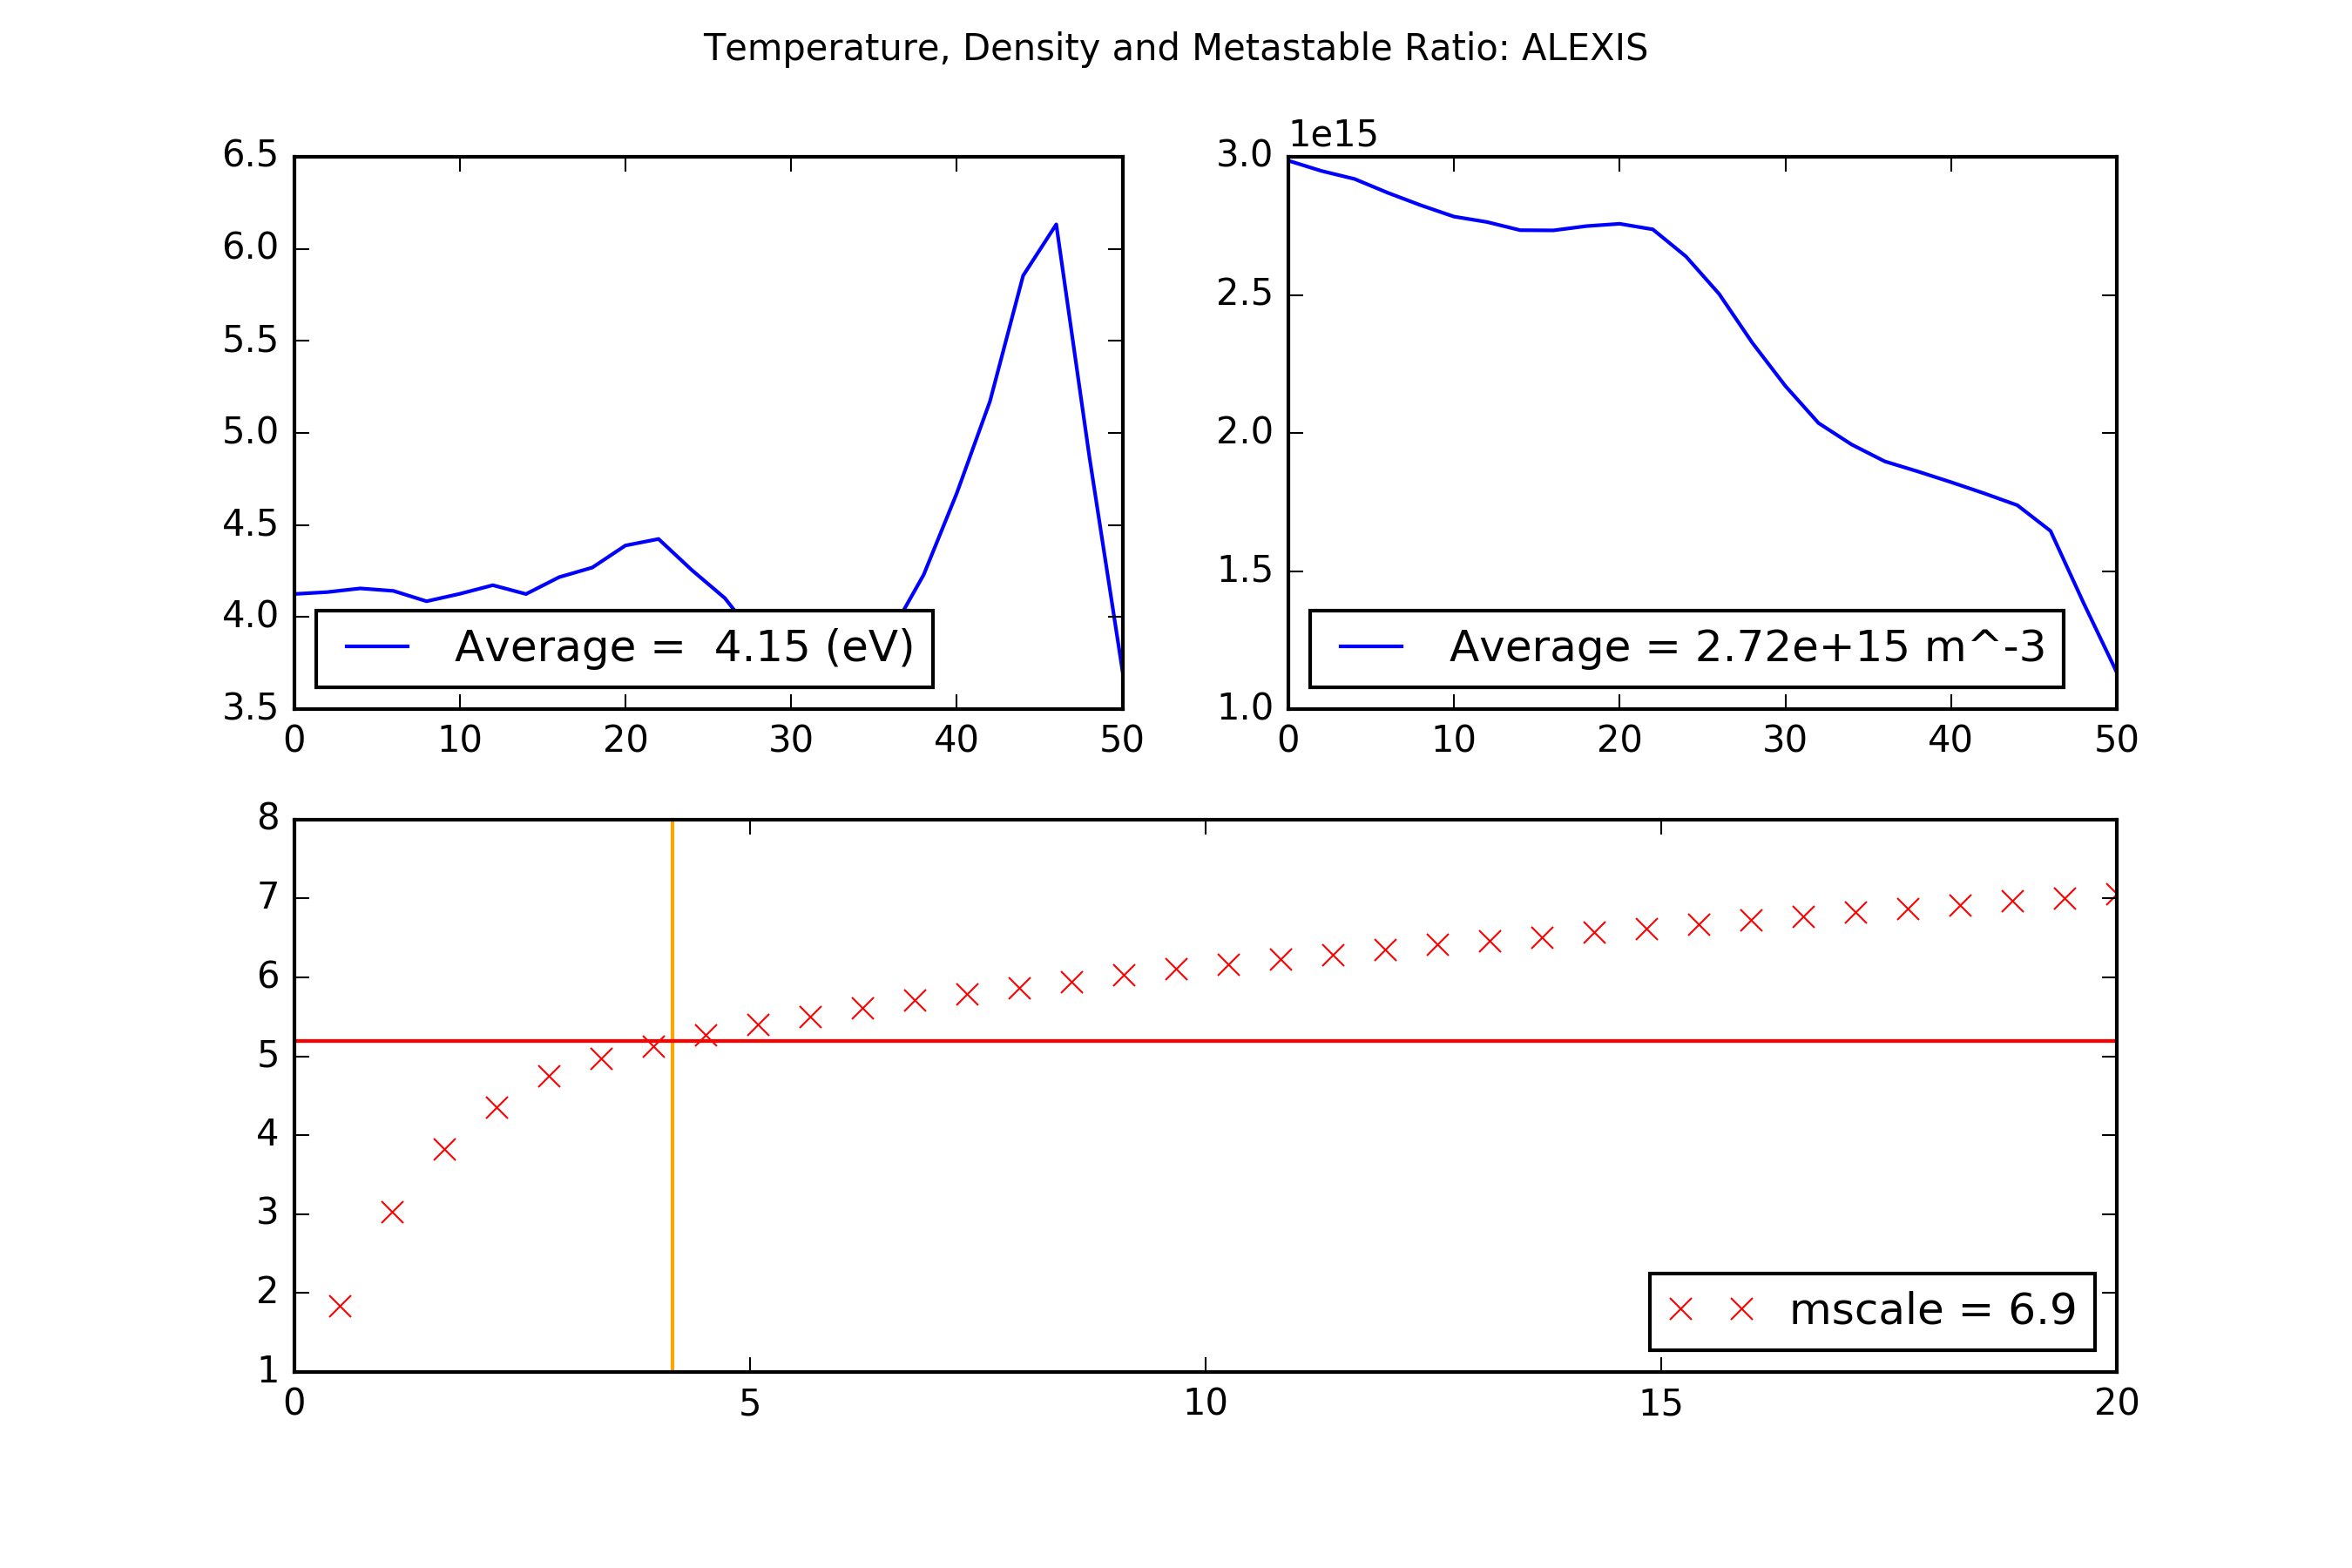 Temperature, Density and Metastable Ratio: ALEXIS
6.5
6.0
5.5
5.0
4.5
4.0
3.5
0 10 20 30 40 50
Average =  4.15 (eV)
1e15
3.0
2.5
2.0
1.5
1.0
0 10 20 30 40 50
Average = 2.72e+15 m^-3
8
7
6
5
4
3
2
1
0 5 10 15 20
mscale = 6.9